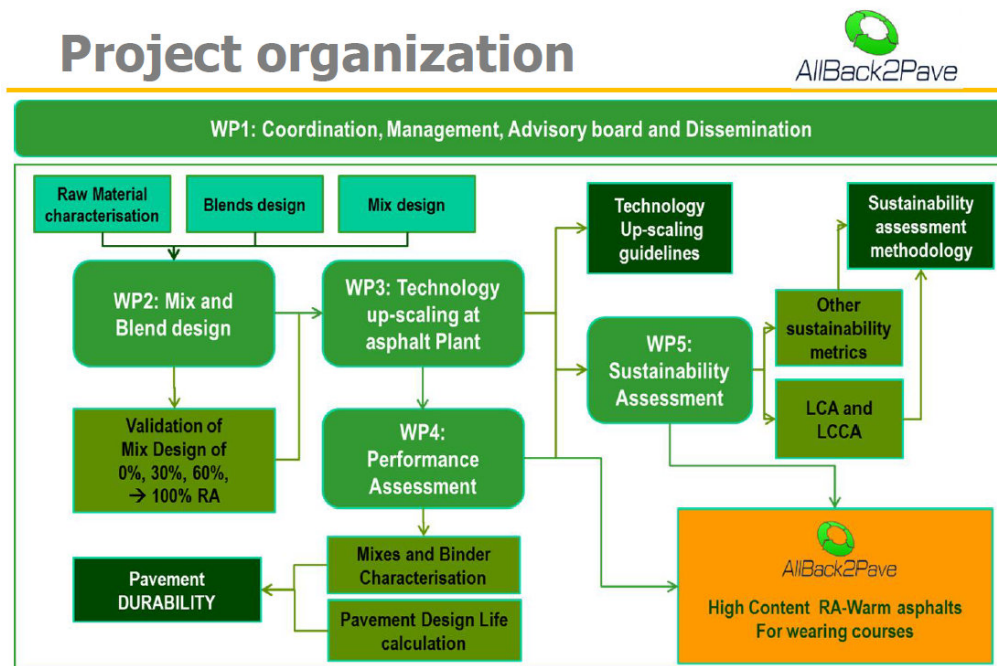 Project organization
AllBack2Pave
WP1: Coordination, Management, Advisory board and Dissemination
Raw Material
characterisation
Blends design
Mix design
Technology
Up-scaling
guidelines
Sustainability
assessment
methodology
WP2: Mix and
Blend design
WP3: Technology
up-scaling at
asphalt Plant
WP5:
Sustainability
Assessment
Other
sustainability
metrics
LCA and
LCCA
Validation of
Mix Design of
0%, 30%, 60%,
→ 100% RA
WP4:
Performance
Assessment
Mixes and Binder
Characterisation
Pavement Design Life
calculation
Pavement
DURABILITY
AllBack2Pave
High Content RA-Warm asphalts
For wearing courses